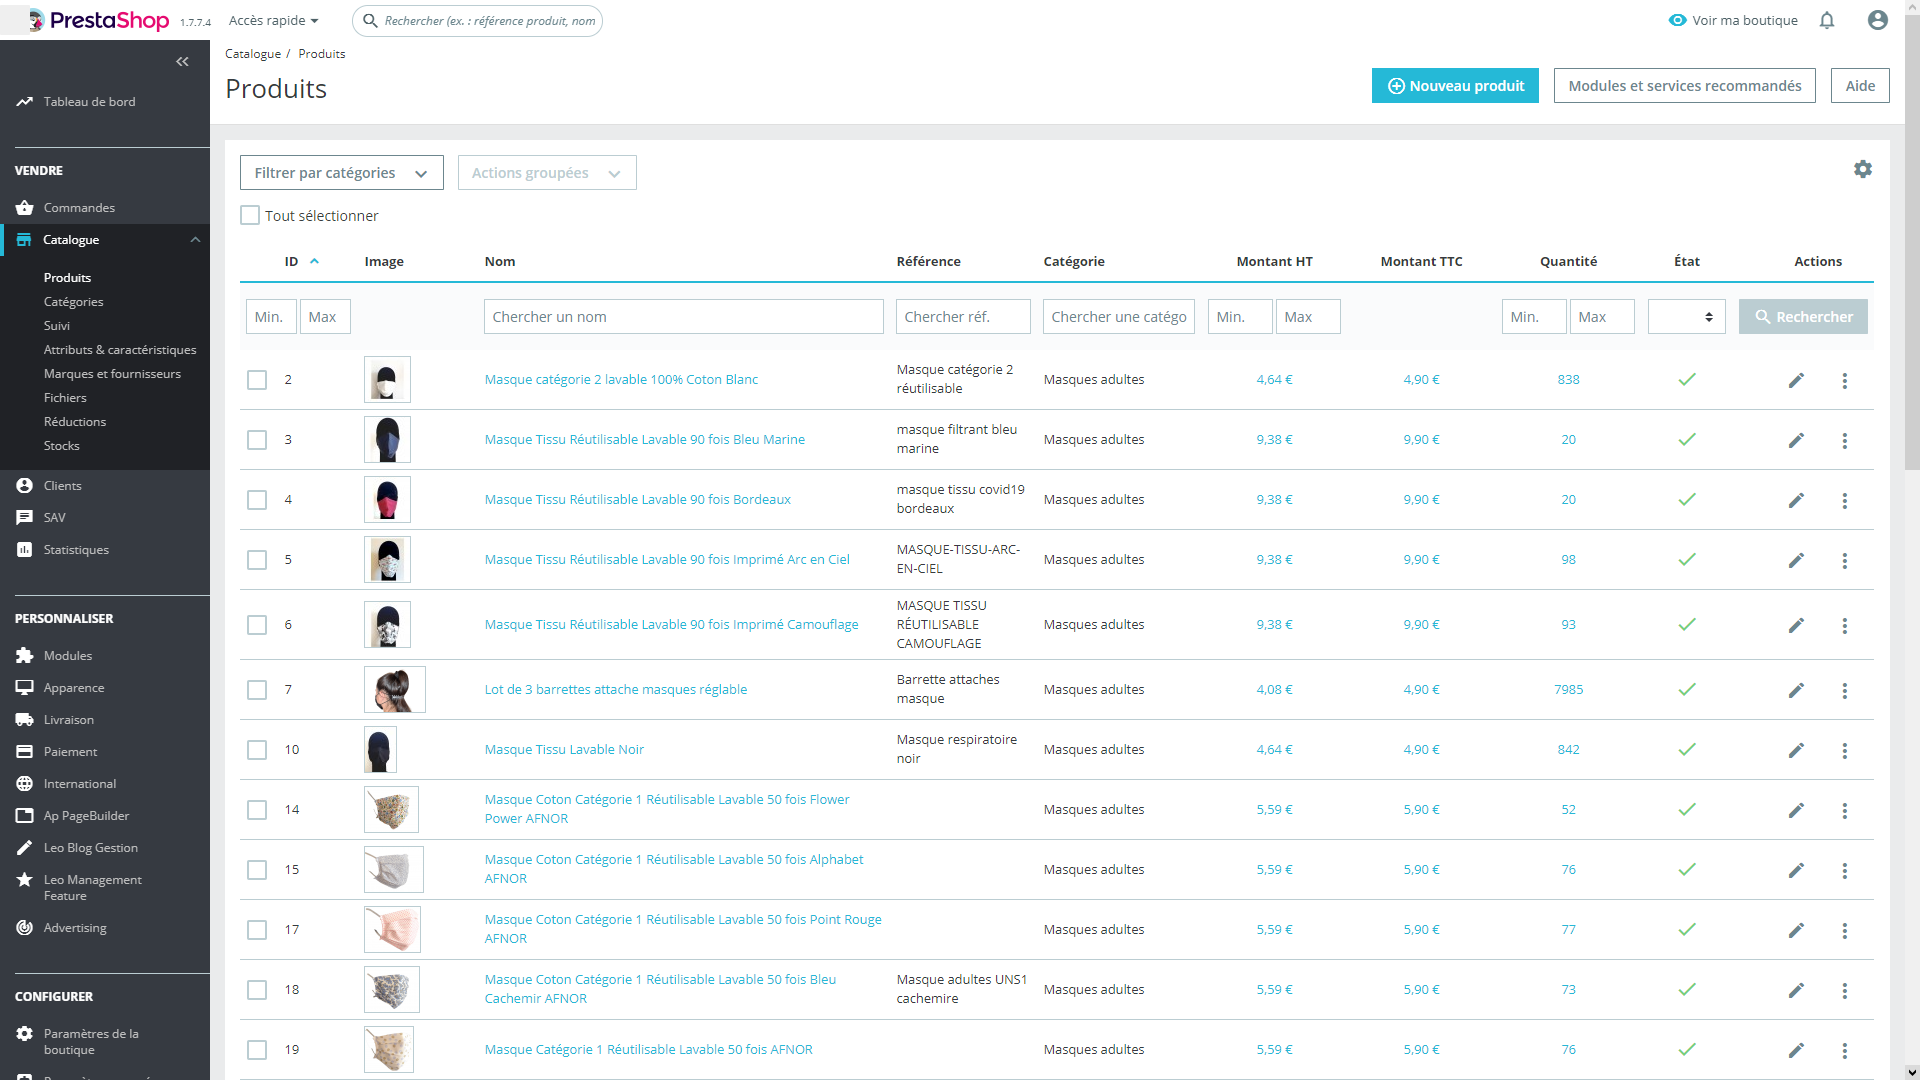 PrestaShop 1.7.7.4 Accès rapide Rechercher (ex. : référence produit, nom Voir ma boutique
Catalogue / Produits
Produits
Nouveau produit Modules et services recommandés Aide
Tableau de bord
VENDRE
Commandes
Catalogue
Produits
Catégories
Suivi
Attributs & caractéristiques
Marques et fournisseurs
Fichiers
Réductions
Stocks
Clients
SAV
Statistiques
PERSONNALISER
Modules
Apparence
Livraison
Paiement
International
Ap PageBuilder
Leo Blog Gestion
Leo Management
Feature
Advertising
CONFIGURER
Paramètres de la
boutique
Filtrer par catégories Actions groupées
Tout sélectionner
ID Image Nom Référence Catégorie Montant HT Montant TTC Quantité État Actions
Min. Max Chercher un nom Chercher réf. Chercher une catégo Min. Max Min. Max Rechercher
2 Masque catégorie 2 lavable 100% Coton Blanc Masque catégorie 2 Masques adultes 4,64 € 4,90 € 838
réutilisable
3 Masque Tissu Réutilisable Lavable 90 fois Bleu Marine masque filtrant bleu Masques adultes 9,38 € 9,90 € 20
marine
4 Masque Tissu Réutilisable Lavable 90 fois Bordeaux masque tissu covid19 Masques adultes 9,38 € 9,90 € 20
bordeaux
5 Masque Tissu Réutilisable Lavable 90 fois Imprimé Arc en Ciel MASQUE-TISSU-ARC- Masques adultes 9,38 € 9,90 € 98
EN-CIEL
MASQUE TISSU
6 Masque Tissu Réutilisable Lavable 90 fois Imprimé Camouflage RÉUTILISABLE Masques adultes 9,38 € 9,90 € 93
CAMOUFLAGE
7 Lot de 3 barrettes attache masques réglable Barrette attaches Masques adultes 4,08 € 4,90 € 7985
masque
10 Masque Tissu Lavable Noir Masque respiratoire Masques adultes 4,64 € 4,90 € 842
noir
14 Masque Coton Catégorie 1 Réutilisable Lavable 50 fois Flower Masques adultes 5,59 € 5,90 € 52
Power AFNOR
15 Masque Coton Catégorie 1 Réutilisable Lavable 50 fois Alphabet Masques adultes 5,59 € 5,90 € 76
AFNOR
17 Masque Coton Catégorie 1 Réutilisable Lavable 50 fois Point Rouge Masques adultes 5,59 € 5,90 € 77
AFNOR
18 Masque Coton Catégorie 1 Réutilisable Lavable 50 fois Bleu Masque adultes UNS1 Masques adultes 5,59 € 5,90 € 73
Cachemir AFNOR cachemire
19 Masque Catégorie 1 Réutilisable Lavable 50 fois AFNOR Masques adultes 5,59 € 5,90 € 76